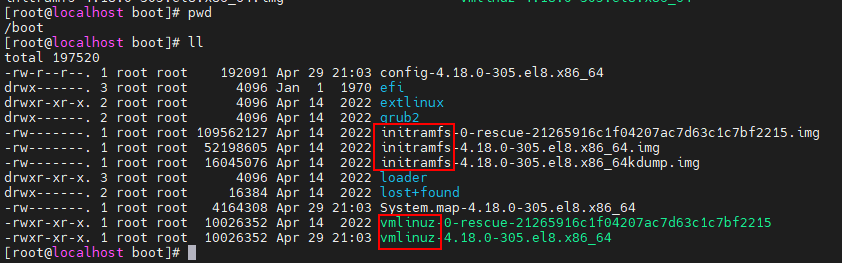 [root@localhost boot]# pwd
/boot
[root@localhost boot]# ll
total 197520
-rw-r--r--. 1 root root    192091 Apr 29 21:03 config-4.18.0-305.el8.x86_64
drwx------. 3 root root      4096 Jan  1  1970 efi
drwxr-xr-x. 2 root root      4096 Apr 14  2022 extlinux
drwx------. 2 root root      4096 Apr 14  2022 grub2
-rw-------. 1 root root 109562127 Apr 14  2022 initramfs-0-rescue-21265916c1f04207ac7d63c1c7bf2215.img
-rw-------. 1 root root  52198605 Apr 14  2022 initramfs-4.18.0-305.el8.x86_64.img
-rw-------. 1 root root  16045076 Apr 14  2022 initramfs-4.18.0-305.el8.x86_64kdump.img
drwxr-xr-x. 3 root root      4096 Apr 14  2022 loader
drwx------. 2 root root     16384 Apr 14  2022 lost+found
-rw-------. 1 root root   4164308 Apr 29 21:03 System.map-4.18.0-305.el8.x86_64
-rwxr-xr-x. 1 root root  10026352 Apr 14  2022 vmlinuz-0-rescue-21265916c1f04207ac7d63c1c7bf2215
-rwxr-xr-x. 1 root root  10026352 Apr 29 21:03 vmlinuz-4.18.0-305.el8.x86_64
[root@localhost boot]#